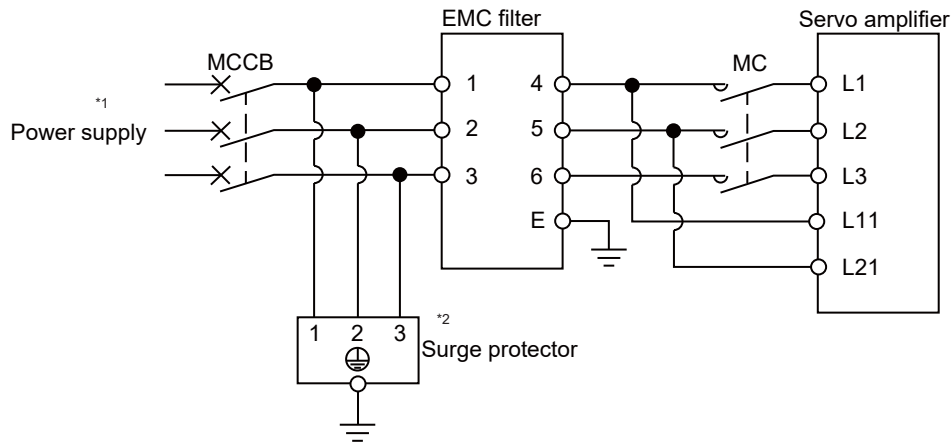 EMC filter
Servo amplifier
MCCB
MC
*1
Power supply
1
4
L1
2
5
L2
3
6
L3
E
L11
L21
*2
1 2 3
Surge protector